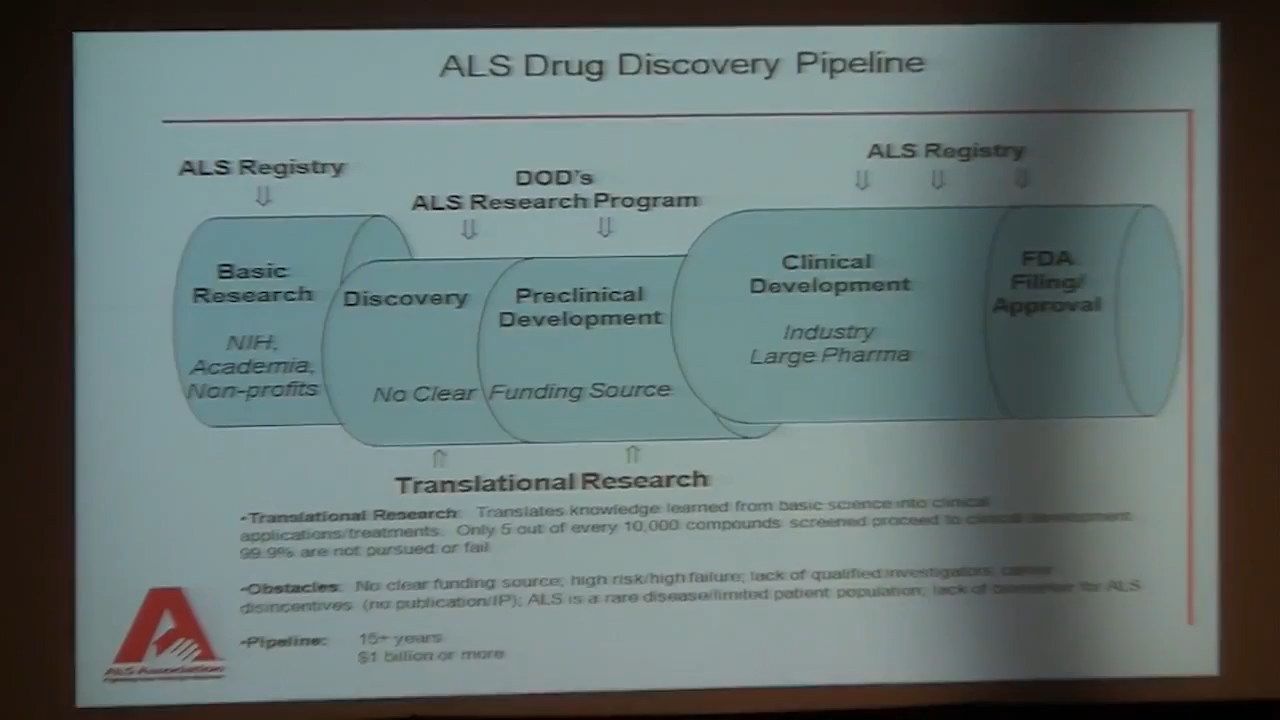 ALS Drug Discovery Pipeline
ALS Registry
DOD's
ALS Research Program
ALS Registry
Basic
Research
NIH,
Academia,
Non-profits
Discovery
Preclinical
Development
No Clear Funding Source
Clinical
Development
Industry
Large Pharma
FDA
Filing/
Approval
Translational Research
•Translational Research: Translates knowledge learned from basic science into clinical
applications/treatments. Only 5 out of every 10,000 compounds screened proceed to clinical development.
99.9% are not pursued or fail
•Obstacles: No clear funding source; high risk/high failure; lack of qualified investigators; career
disincentives (no publication/IP); ALS is a rare disease/limited patient population; lack of biomarker for ALS
•Pipeline: 15+ years
$1 billion or more
ALS Association